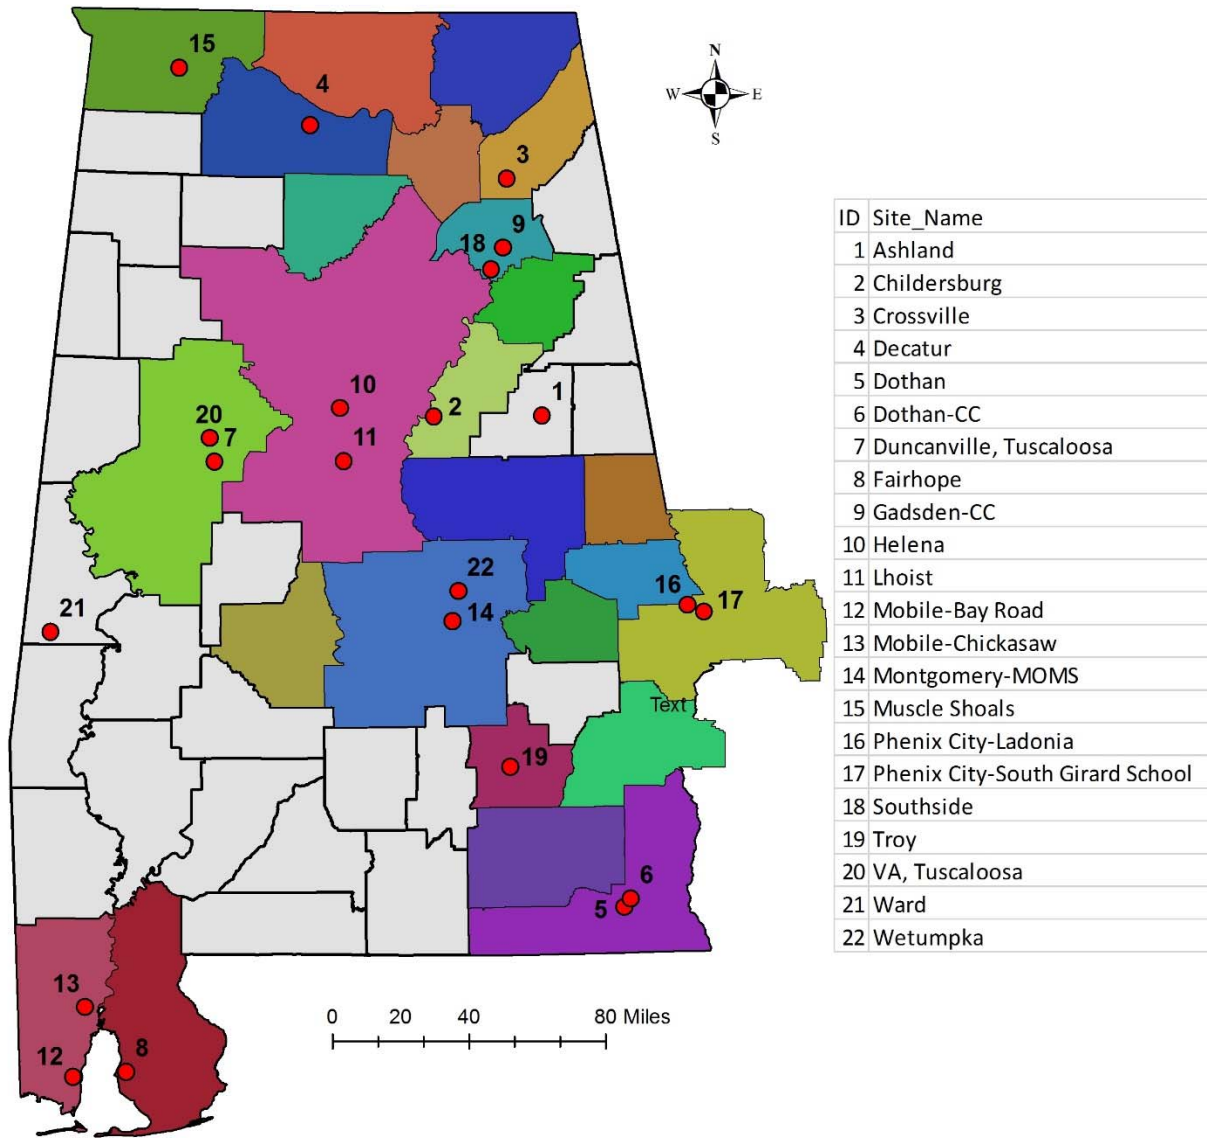 15
4
N
W E
S
3
9
18
10
1
2
20
7
11
22
16
17
14
21
Text
19
6
5
13
12
8
0 20 40 80 Miles
ID Site_Name
1 Ashland
2 Childersburg
3 Crossville
4 Decatur
5 Dothan
6 Dothan-CC
7 Duncanville, Tuscaloosa
8 Fairhope
9 Gadsden-CC
10 Helena
11 Lhoist
12 Mobile-Bay Road
13 Mobile-Chickasaw
14 Montgomery-MOMS
15 Muscle Shoals
16 Phenix City-Ladonia
17 Phenix City-South Girard School
18 Southside
19 Troy
20 VA, Tuscaloosa
21 Ward
22 Wetumpka